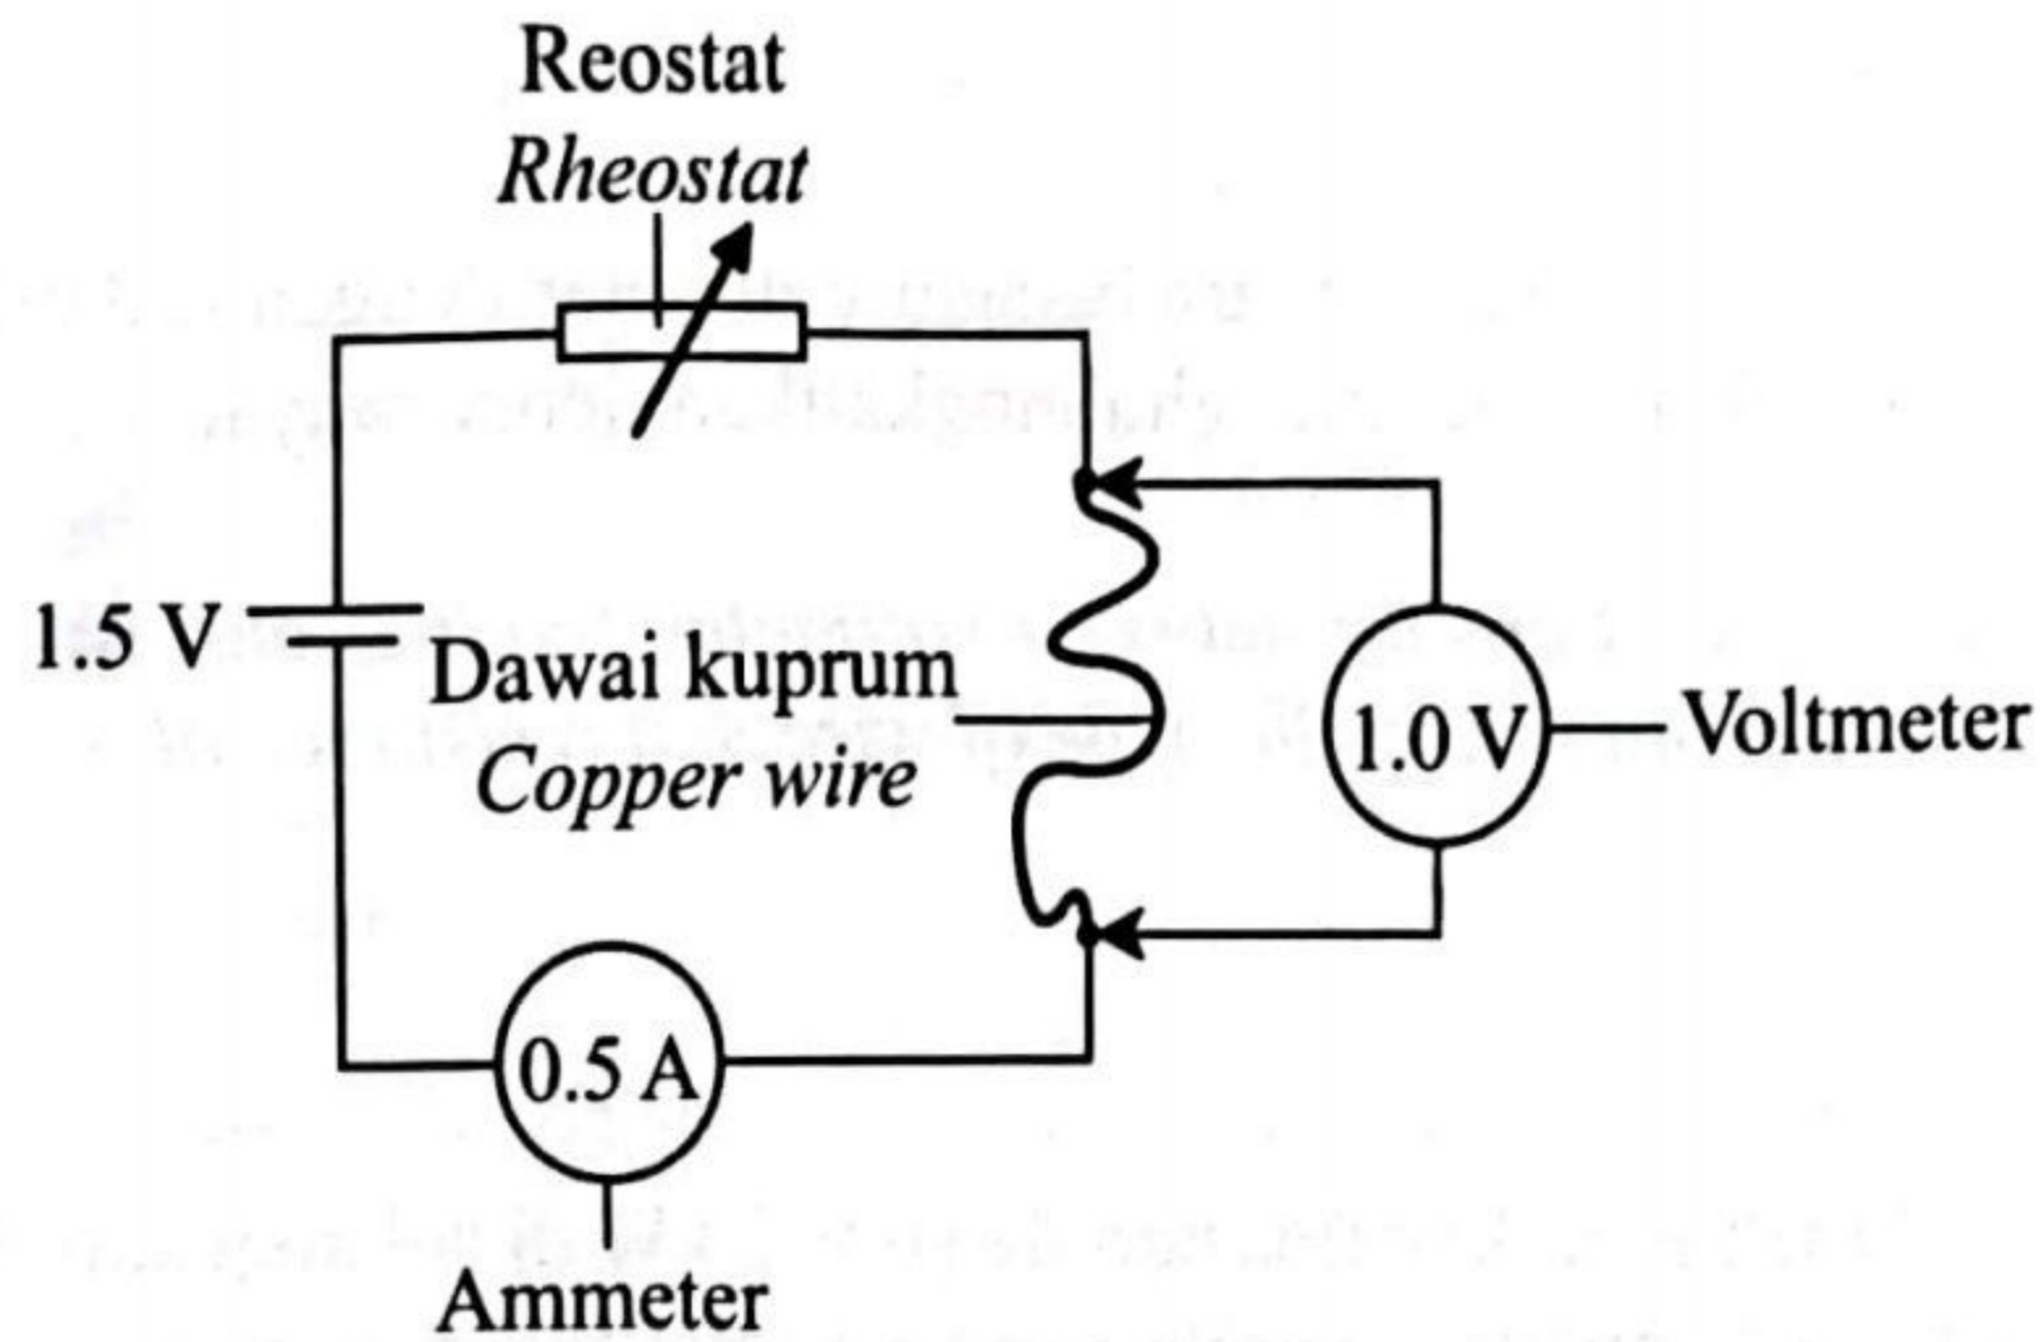 Reostat
Rheostat
1.5 V
Dawai kuprum
Copper wire
1.0 V
Voltmeter
0.5 A
Ammeter